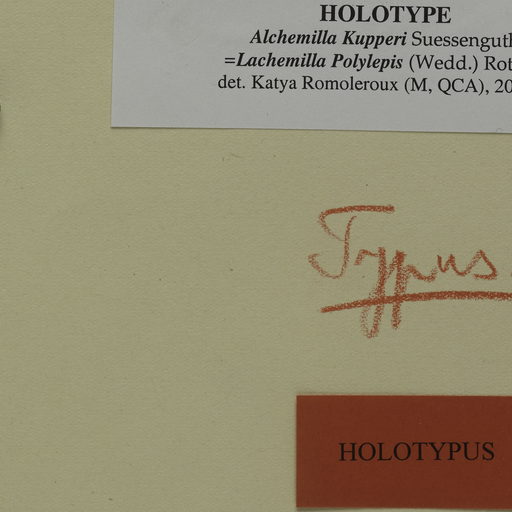 HOLOTYPE
Alchemilla Kupperi Suessenguth
=Lachemilla Polylepis (Wedd.) Rot
det. Katya Romoleroux (M, QCA), 20
Typus.
HOLOTYPUS